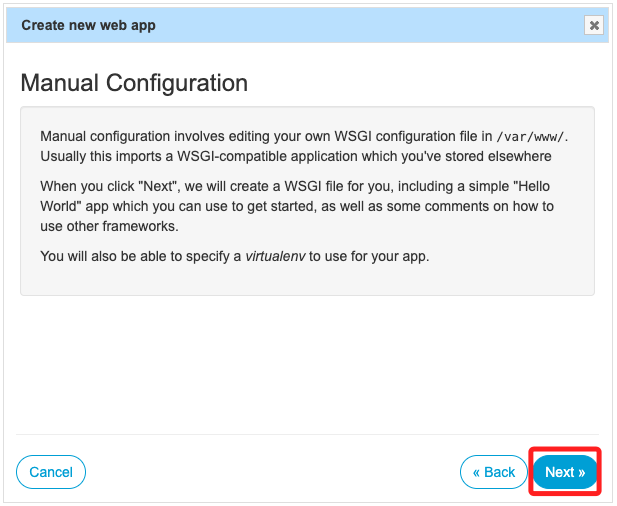 Create new web app
Manual Configuration
Manual configuration involves editing your own WSGI configuration file in /var/www/.
Usually this imports a WSGI-compatible application which you've stored elsewhere
When you click "Next", we will create a WSGI file for you, including a simple "Hello
World" app which you can use to get started, as well as some comments on how to
use other frameworks.
You will also be able to specify a virtualenv to use for your app.
Cancel
« Back
Next »